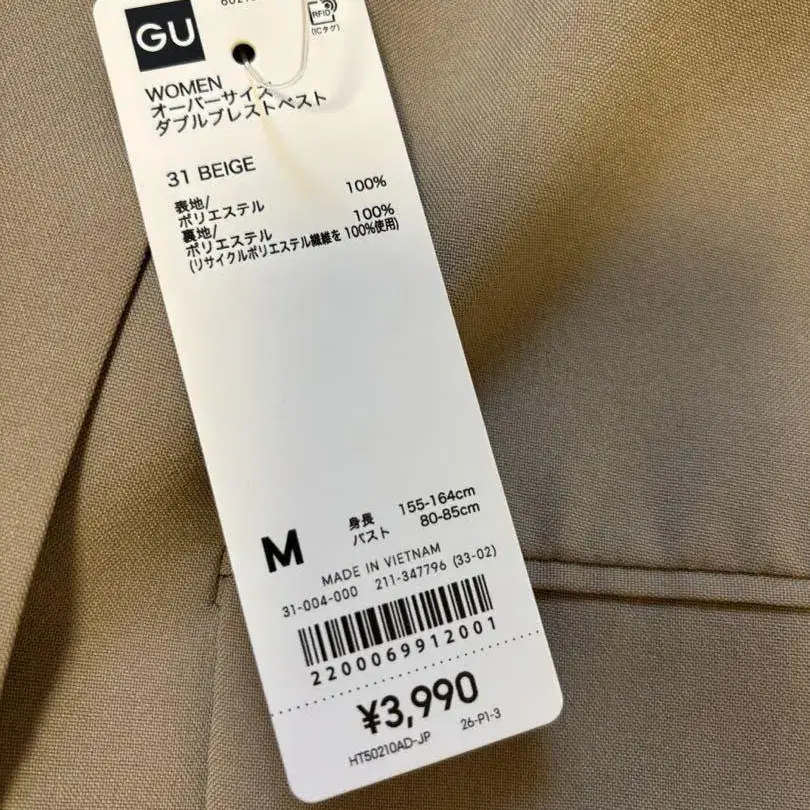 GU
RFID
(ICタグ)
WOMEN
オーバーサイズ
ダブルブレストベスト
31 BEIGE
表地/
ポリエステル 100%
裏地/
ポリエステル 100%
(リサイクルポリエステル繊維を 100%使用)
M
身長 155-164cm
バスト 80-85cm
MADE IN VIETNAM
31-004-000 211-347796 (33-02)
2200069912001
¥3,990
HT50210AD-JP 26-P1-3